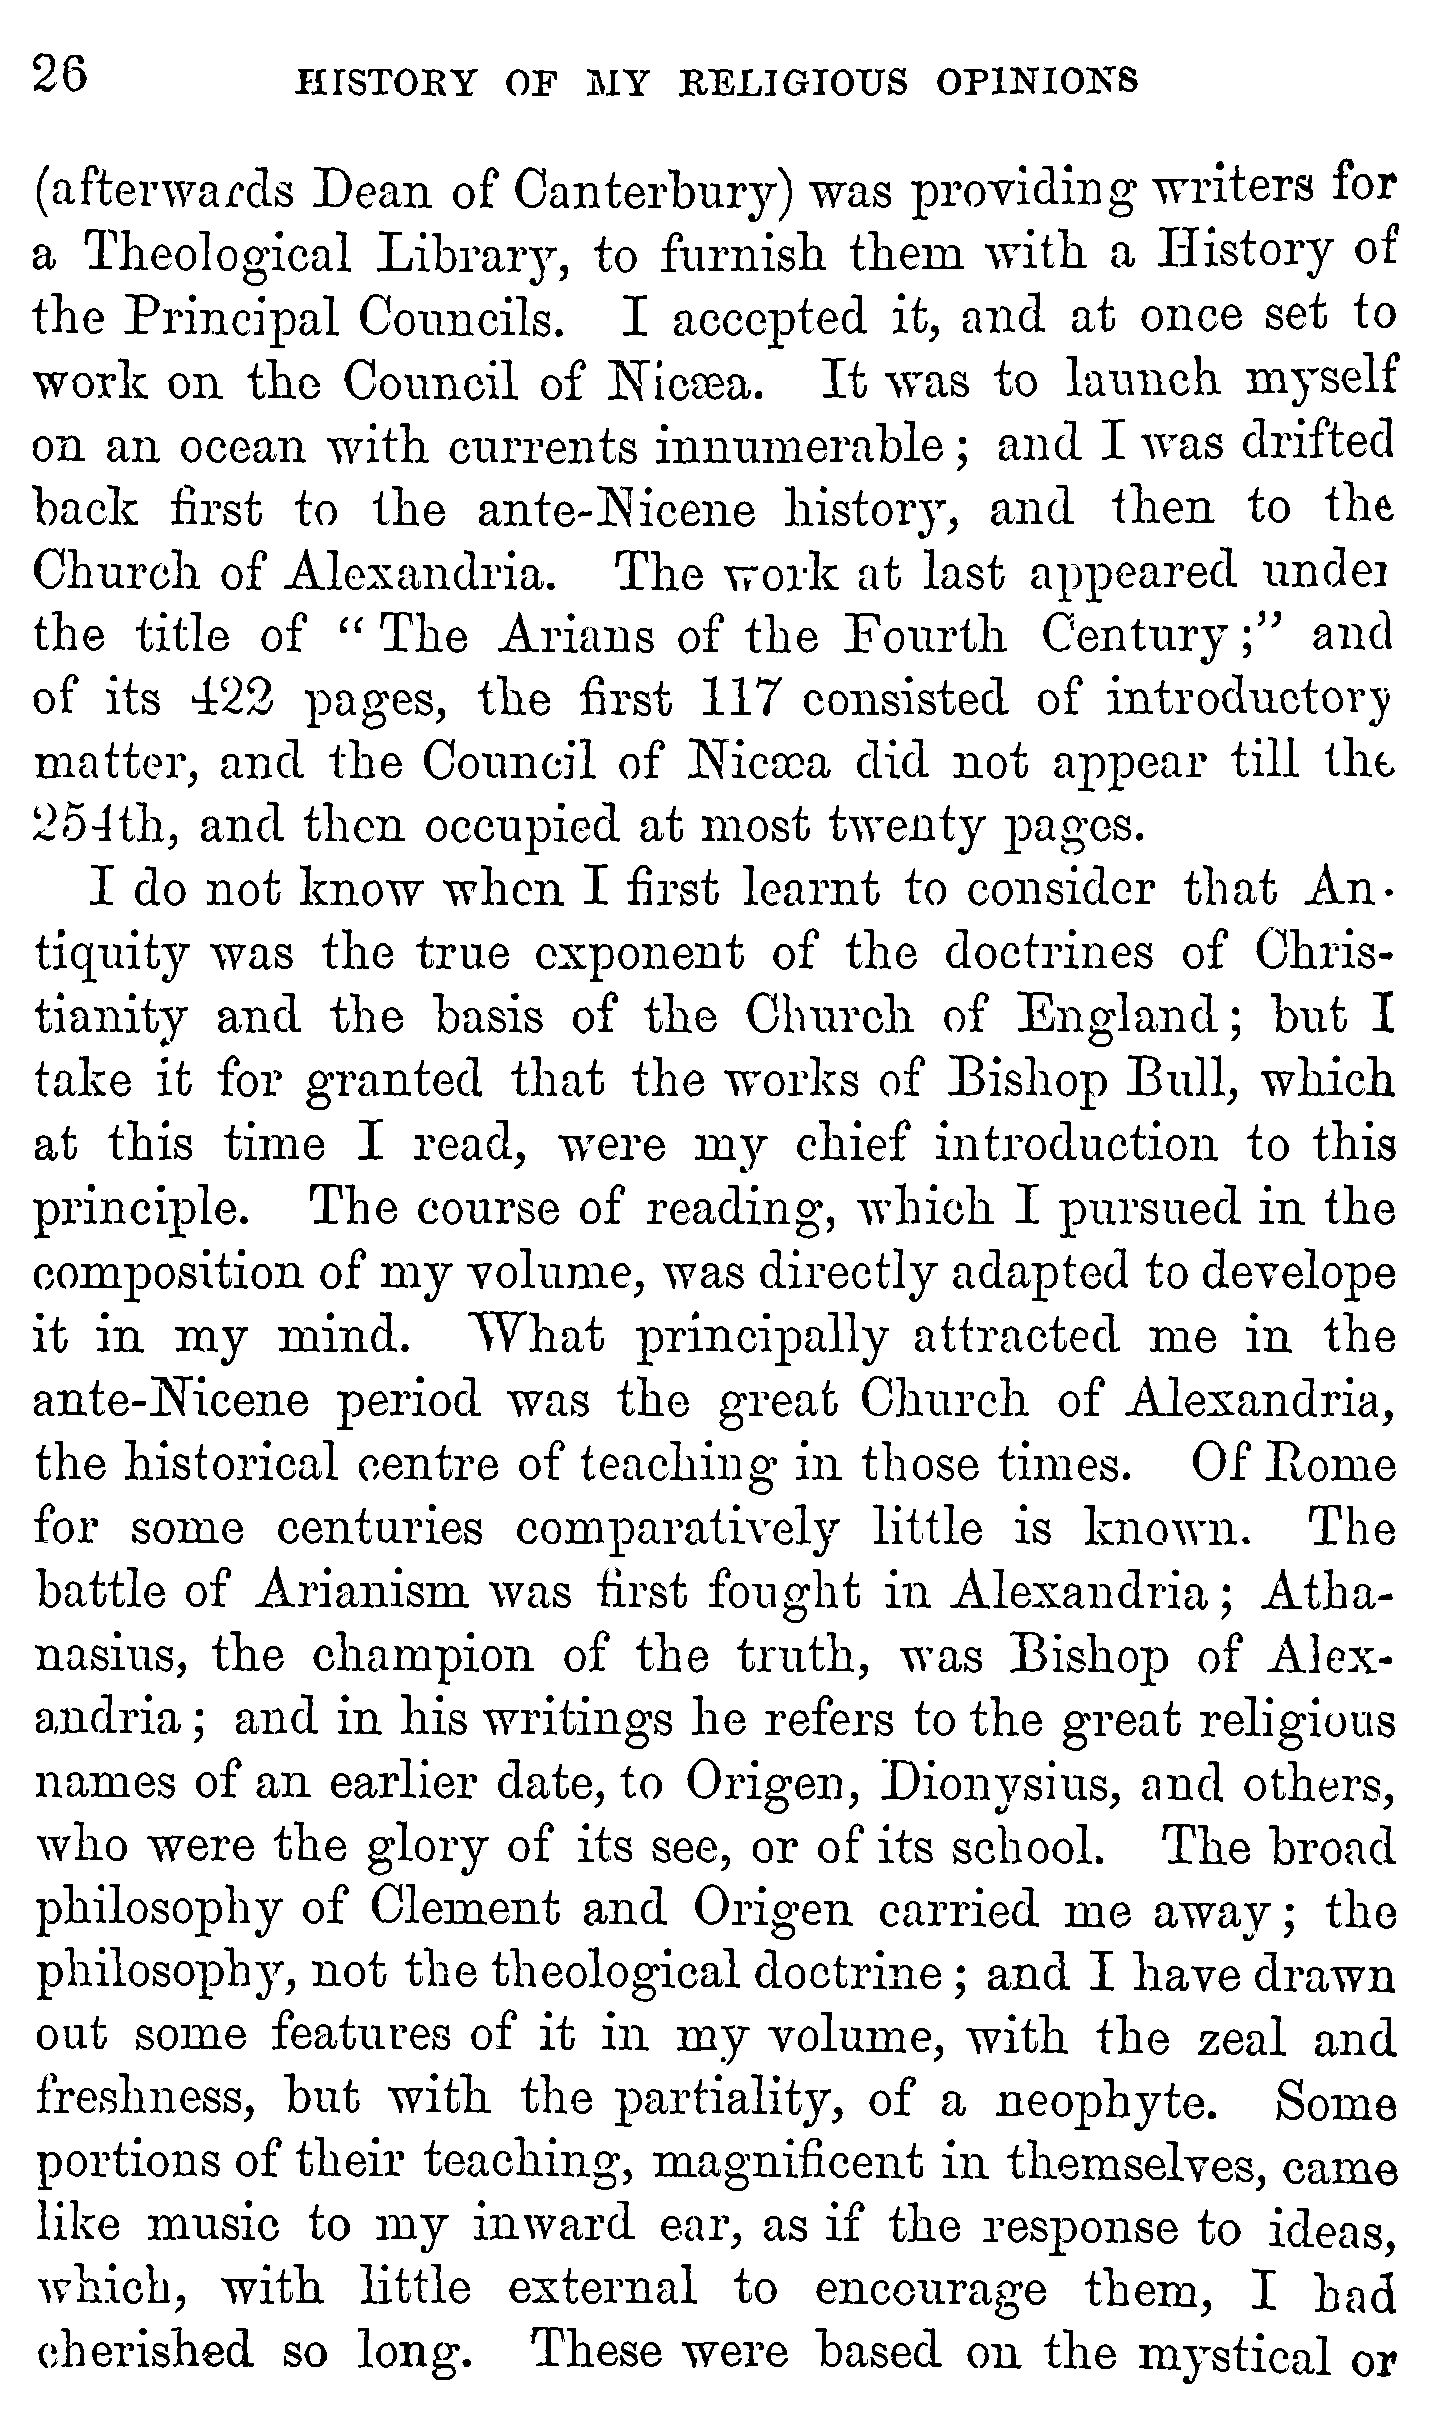 26 HISTORY OF MY RELIGIOUS OPINIONS
(afterwards Dean of Canterbury) was providing writers for
a Theological Library, to furnish them with a History of
the Principal Councils. I accepted it, and at once set to
work on the Council of Nicæa. It was to launch myself
on an ocean with currents innumerable; and I was drifted
back first to the ante-Nicene history, and then to the
Church of Alexandria. The work at last appeared under
the title of “The Arians of the Fourth Century;” and
of its 422 pages, the first 117 consisted of introductory
matter, and the Council of Nicæa did not appear till the
254th, and then occupied at most twenty pages.
I do not know when I first learnt to consider that An-
tiquity was the true exponent of the doctrines of Chris-
tianity and the basis of the Church of England; but I
take it for granted that the works of Bishop Bull, which
at this time I read, were my chief introduction to this
principle. The course of reading, which I pursued in the
composition of my volume, was directly adapted to develope
it in my mind. What principally attracted me in the
ante-Nicene period was the great Church of Alexandria,
the historical centre of teaching in those times. Of Rome
for some centuries comparatively little is known. The
battle of Arianism was first fought in Alexandria; Atha-
nasius, the champion of the truth, was Bishop of Alex-
andria; and in his writings he refers to the great religious
names of an earlier date, to Origen, Dionysius, and others,
who were the glory of its see, or of its school. The broad
philosophy of Clement and Origen carried me away; the
philosophy, not the theological doctrine; and I have drawn
out some features of it in my volume, with the zeal and
freshness, but with the partiality, of a neophyte. Some
portions of their teaching, magnificent in themselves, came
like music to my inward ear, as if the response to ideas,
which, with little external to encourage them, I had
cherished so long. These were based on the mystical or